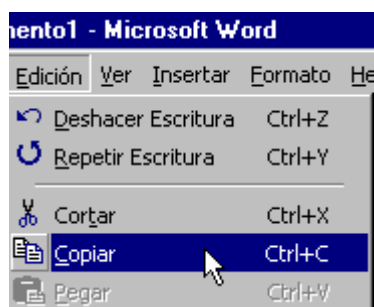 mento1 - Microsoft Word
Edición Ver Insertar Formato He
Deshacer Escritura Ctrl+Z
Repetir Escritura Ctrl+Y
Cortar Ctrl+X
Copiar Ctrl+C
Pegar Ctrl+V